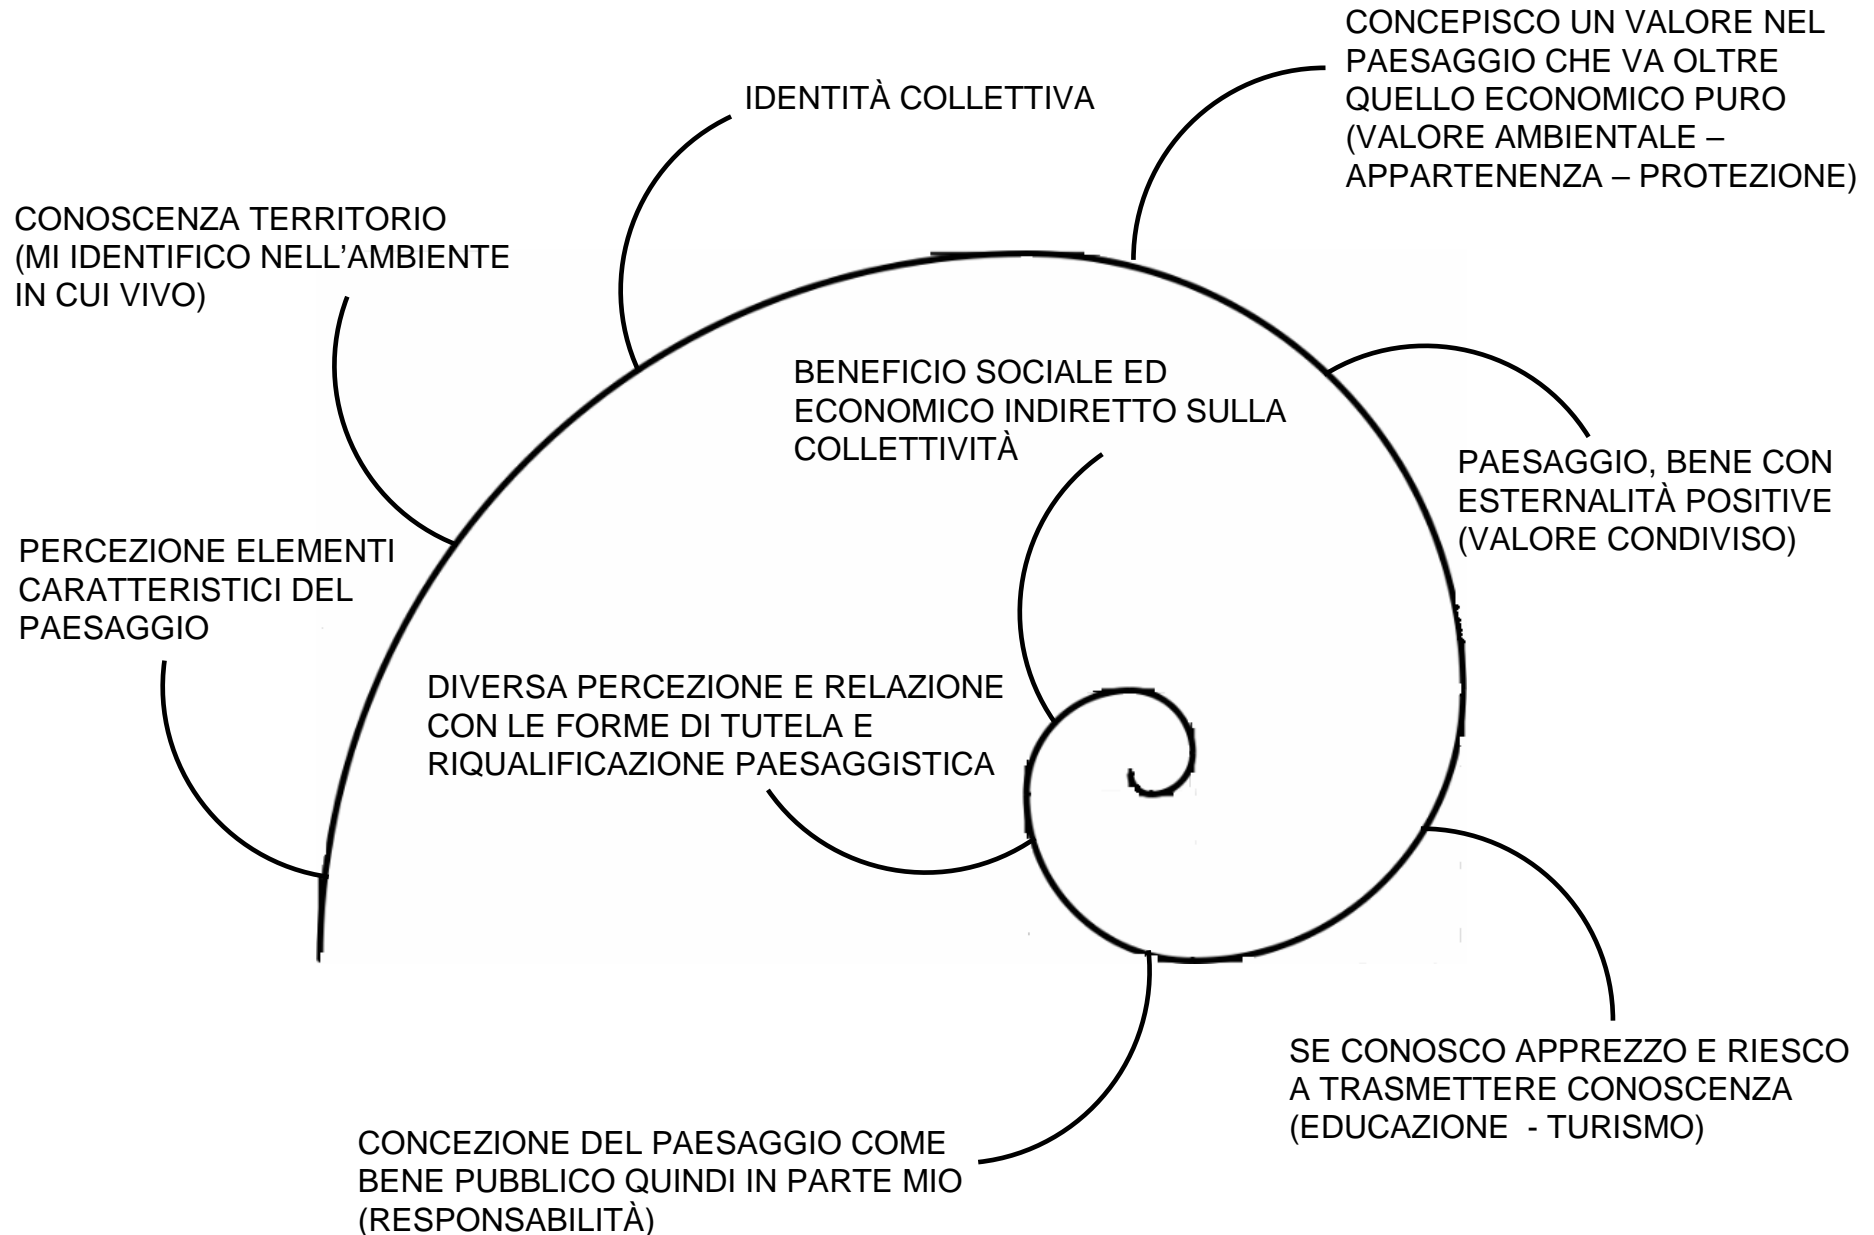 CONCEPISCO UN VALORE NEL
PAESAGGIO CHE VA OLTRE
QUELLO ECONOMICO PURO
(VALORE AMBIENTALE –
APPARTENENZA – PROTEZIONE)
IDENTITÀ COLLETTIVA
CONOSCENZA TERRITORIO
(MI IDENTIFICO NELL’AMBIENTE
IN CUI VIVO)
BENEFICIO SOCIALE ED
ECONOMICO INDIRETTO SULLA
COLLETTIVITÀ
PAESAGGIO, BENE CON
ESTERNALITÀ POSITIVE
(VALORE CONDIVISO)
PERCEZIONE ELEMENTI
CARATTERISTICI DEL
PAESAGGIO
DIVERSA PERCEZIONE E RELAZIONE
CON LE FORME DI TUTELA E
RIQUALIFICAZIONE PAESAGGISTICA
SE CONOSCO APPREZZO E RIESCO
A TRASMETTERE CONOSCENZA
(EDUCAZIONE  - TURISMO)
CONCEZIONE DEL PAESAGGIO COME
BENE PUBBLICO QUINDI IN PARTE MIO
(RESPONSABILITÀ)